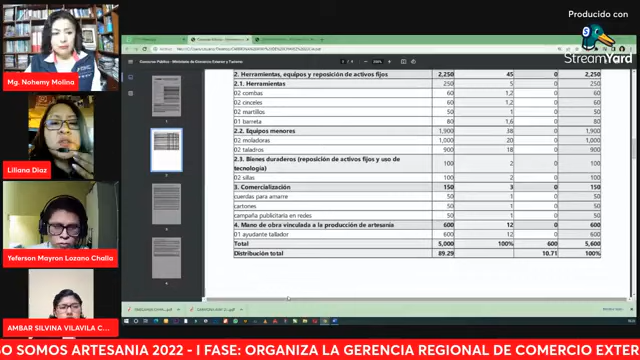 Producido con
StreamYard
Mg. Nohemy Molina
Liliana Diaz
Yeferson Mayron Lozano Challa
AMBAR SILVINA VILAVILA C...
2. Herramientas, equipos y reposición de activos fijos 2,250 45 0 2,250
2.1. Herramientas 250 5 0 250
02 combas 60 1,2 0 60
02 cinceles 60 1,2 0 60
02 martillos 50 1 0 50
01 barreta 80 1,6 0 80
2.2. Equipos menores 1,900 38 0 1,900
02 moladoras 1,000 20 0 1,000
02 taladros 900 18 0 900
2.3. Bienes duraderos (reposición de activos fijos y uso de tecnología) 100 2 0 100
02 sillas 100 2 0 100
3. Comercialización 150 3 0 150
cuerdas para amarre 50 1 0 50
cartones 50 1 0 50
campaña publicitaria en redes 50 1 0 50
4. Mano de obra vinculada a la producción de artesanía 600 12 0 600
01 ayudante tallador 600 12 0 600
Total 5,000 100% 600 5,600
Distribución total 89.29 10.71 100%
SO SOMOS ARTESANIA 2022 - I FASE: ORGANIZA LA GERENCIA REGIONAL DE COMERCIO EXTER